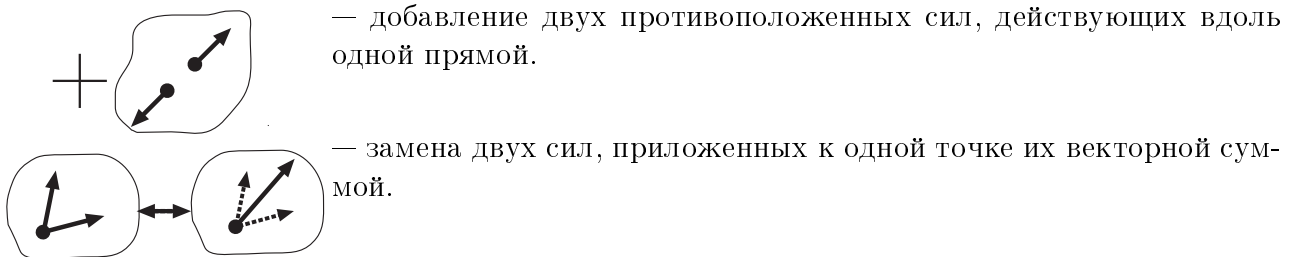 — добавление двух противоположенных сил, действующих вдоль
одной прямой.
— замена двух сил, приложенных к одной точке их векторной сум-
мой.